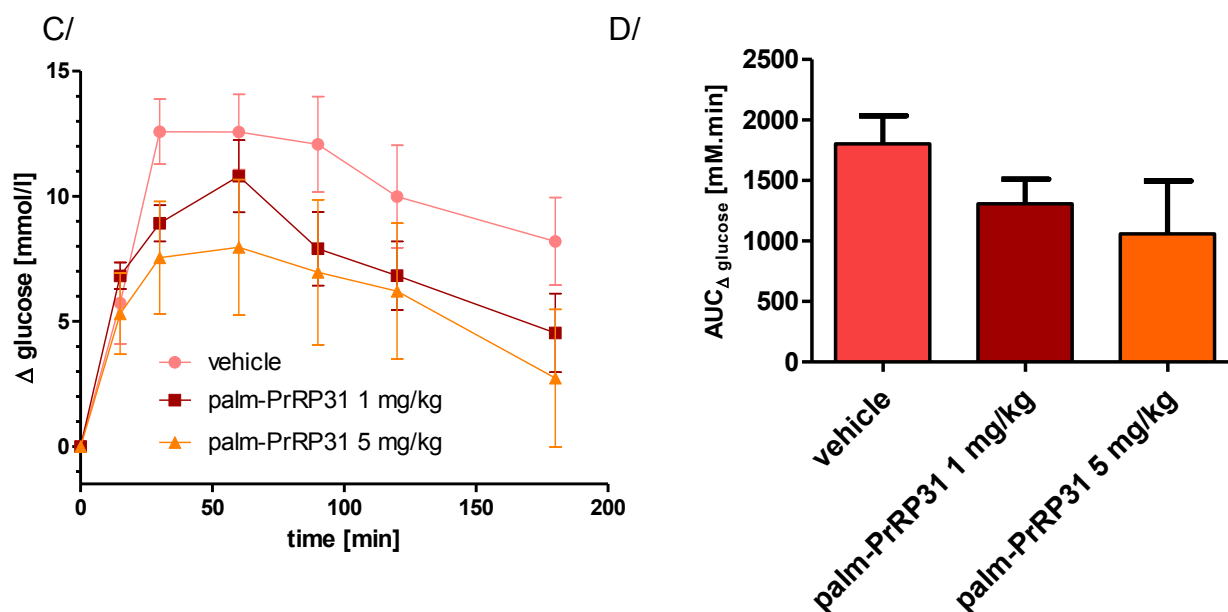 C/
15
10
5
0
Δ glucose [mmol/l]
vehicle
palm-PrRP31 1 mg/kg
palm-PrRP31 5 mg/kg
0 50 100 150 200
time [min]
D/
2500
2000
1500
1000
500
0
AUC Δ glucose [mM.min]
vehicle
palm-PrRP31 1 mg/kg
palm-PrRP31 5 mg/kg